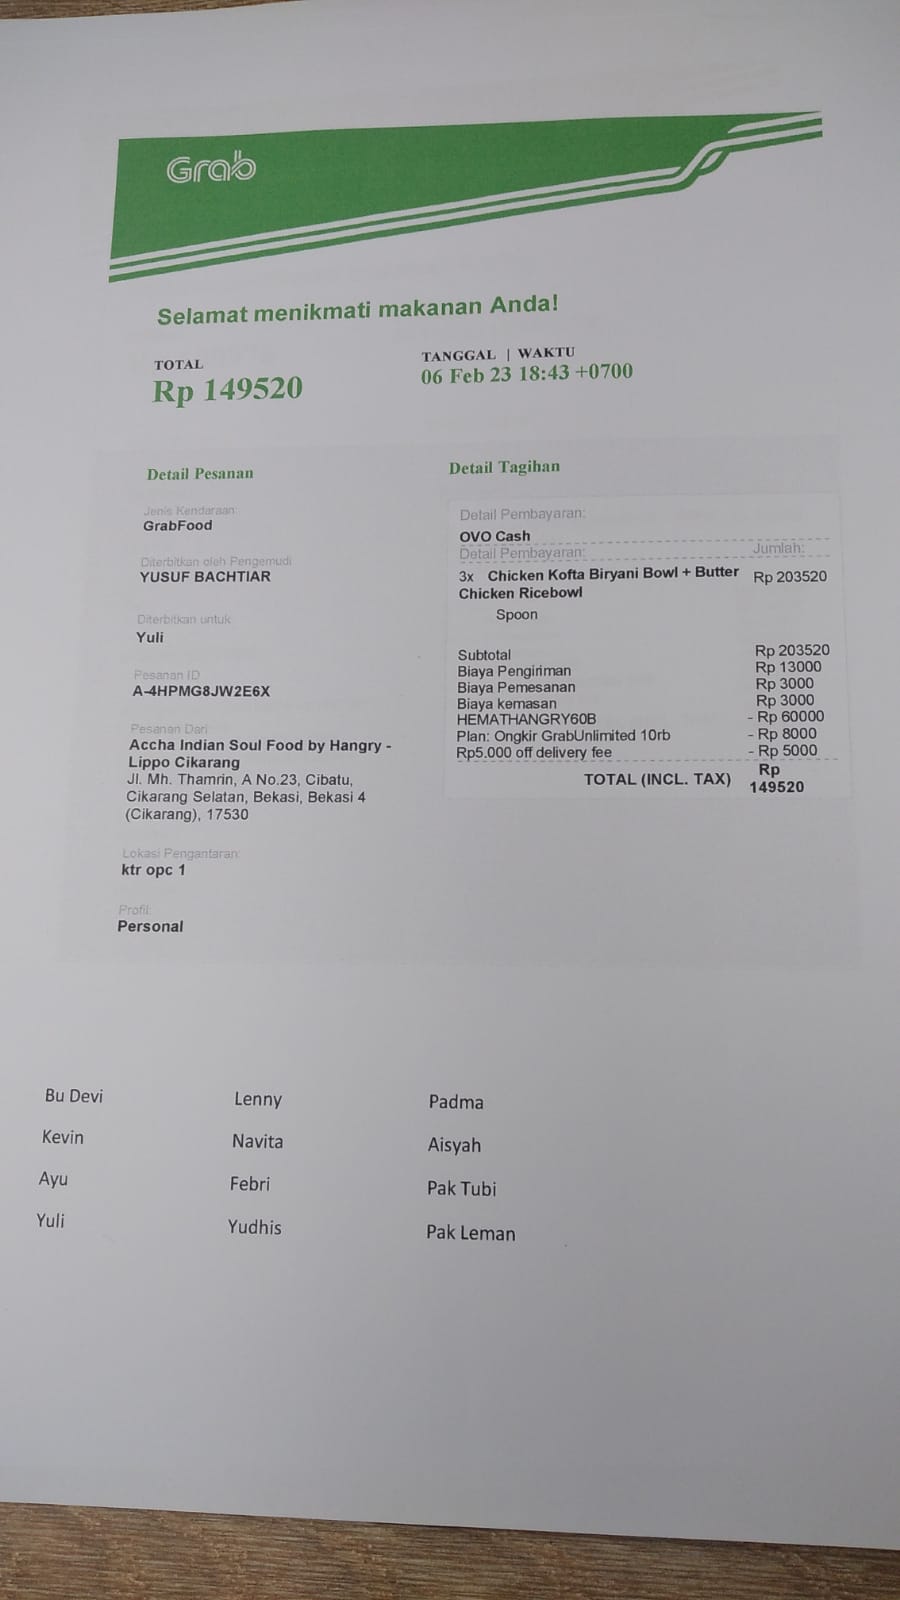 Grab
Selamat menikmati makanan Anda!
TOTAL
Rp 149520
TANGGAL | WAKTU
06 Feb 23 18:43 +0700
Detail Pesanan
Jenis Kendaraan:
GrabFood
Diterbitkan oleh Pengemudi
YUSUF BACHTIAR
Diterbitkan untuk
Yuli
Pesanan ID
A-4HPMG8JW2E6X
Pesanan Dari:
Accha Indian Soul Food by Hangry -
Lippo Cikarang
Jl. Mh. Thamrin, A No.23, Cibatu,
Cikarang Selatan, Bekasi, Bekasi 4
(Cikarang), 17530
Lokasi Pengantaran:
ktr opc 1
Profil:
Personal
Detail Tagihan
Detail Pembayaran:
OVO Cash
Detail Pembayaran: Jumlah:
3x Chicken Kofta Biryani Bowl + Butter Rp 203520
Chicken Ricebowl
Spoon
Subtotal Rp 203520
Biaya Pengiriman Rp 13000
Biaya Pemesanan Rp 3000
Biaya kemasan Rp 3000
HEMATHANGRY60B - Rp 60000
Plan: Ongkir GrabUnlimited 10rb - Rp 8000
Rp5.000 off delivery fee - Rp 5000
TOTAL (INCL. TAX) Rp
149520
Bu Devi Lenny Padma
Kevin Navita Aisyah
Ayu Febri Pak Tubi
Yuli Yudhis Pak Leman